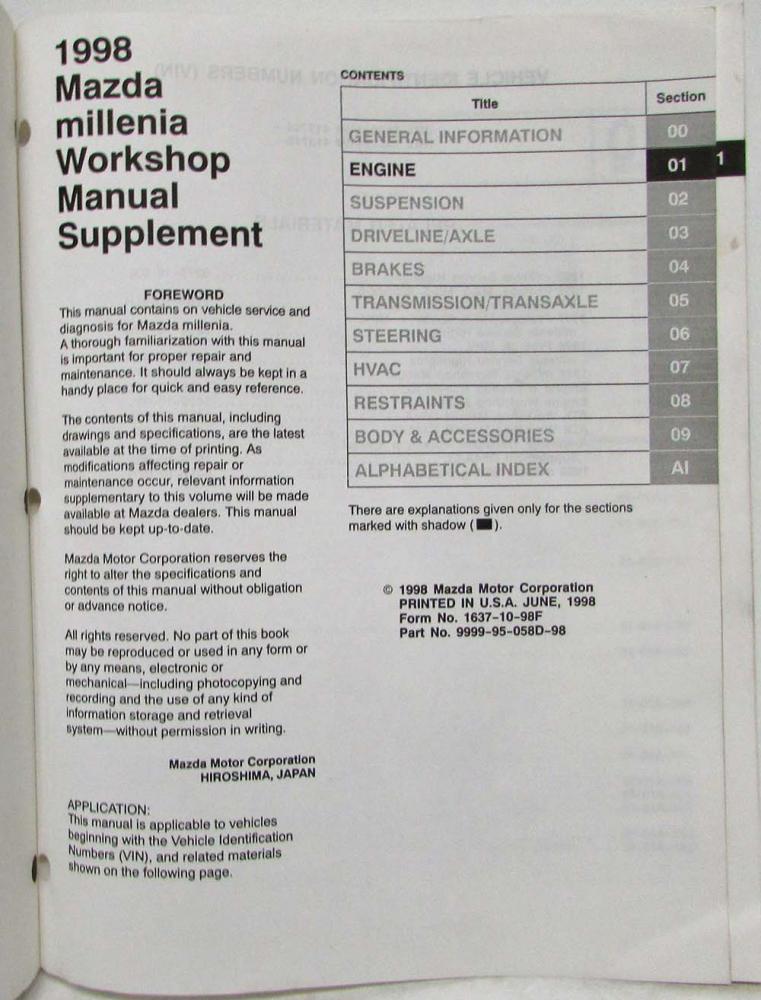 1998
Mazda
millenia
Workshop
Manual
Supplement
FOREWORD
This manual contains on vehicle service and
diagnosis for Mazda millenia.
A thorough familiarization with this manual
is important for proper repair and
maintenance. It should always be kept in a
handy place for quick and easy reference.
The contents of this manual, including
drawings and specifications, are the latest
available at the time of printing. As
modifications affecting repair or
maintenance occur, relevant information
supplementary to this volume will be made
available at Mazda dealers. This manual
should be kept up-to-date.
Mazda Motor Corporation reserves the
right to alter the specifications and
contents of this manual without obligation
or advance notice.
All rights reserved. No part of this book
may be reproduced or used in any form or
by any means, electronic or
mechanical—including photocopying and
recording and the use of any kind of
information storage and retrieval
system—without permission in writing.
Mazda Motor Corporation
HIROSHIMA, JAPAN
APPLICATION:
This manual is applicable to vehicles
beginning with the Vehicle Identification
Numbers (VIN), and related materials
shown on the following page.
CONTENTS
Title Section
GENERAL INFORMATION 00
ENGINE 01 1
SUSPENSION 02
DRIVELINE/AXLE 03
BRAKES 04
TRANSMISSION/TRANSAXLE 05
STEERING 06
HVAC 07
RESTRAINTS 08
BODY & ACCESSORIES 09
ALPHABETICAL INDEX AI
There are explanations given only for the sections
marked with shadow (■).
© 1998 Mazda Motor Corporation
PRINTED IN U.S.A. JUNE, 1998
Form No. 1637-10-98F
Part No. 9999-95-058D-98